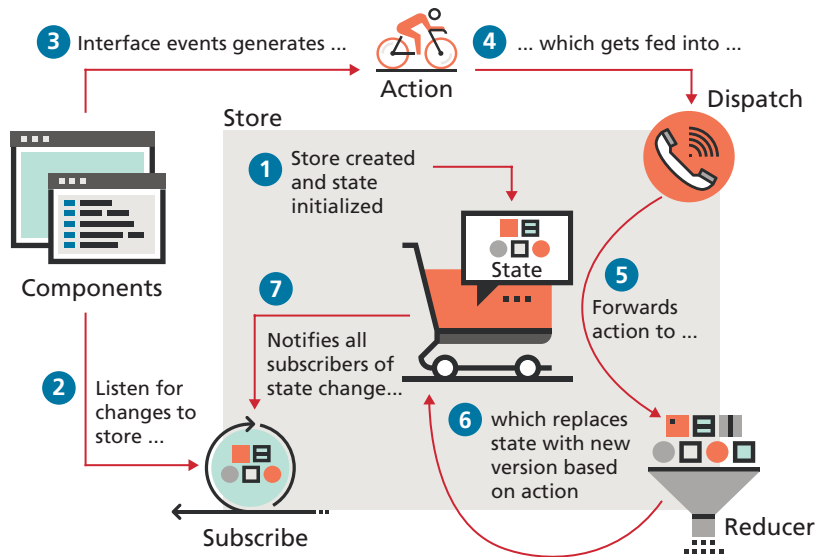 3 Interface events generates ...
Action
4 ... which gets fed into ...
Dispatch
Store
1 Store created
and state
initialized
State
Components
5
Forwards
action to ...
7
Notifies all
subscribers of
state change...
2 Listen for
changes to
store ...
6 which replaces
state with new
version based
on action
Subscribe
Reducer